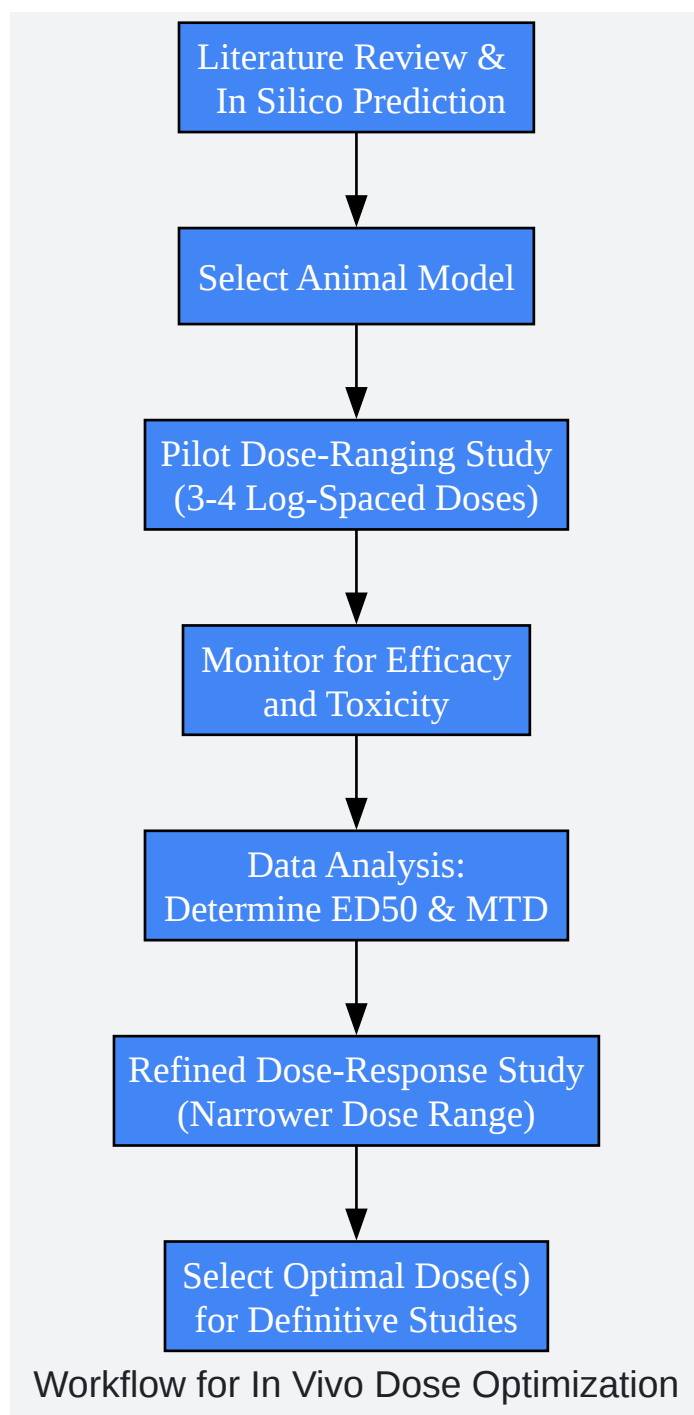 Literature Review &
In Silico Prediction
Select Animal Model
Pilot Dose-Ranging Study
(3-4 Log-Spaced Doses)
Monitor for Efficacy
and Toxicity
Data Analysis:
Determine ED50 & MTD
Refined Dose-Response Study
(Narrower Dose Range)
Select Optimal Dose(s)
for Definitive Studies
Workflow for In Vivo Dose Optimization